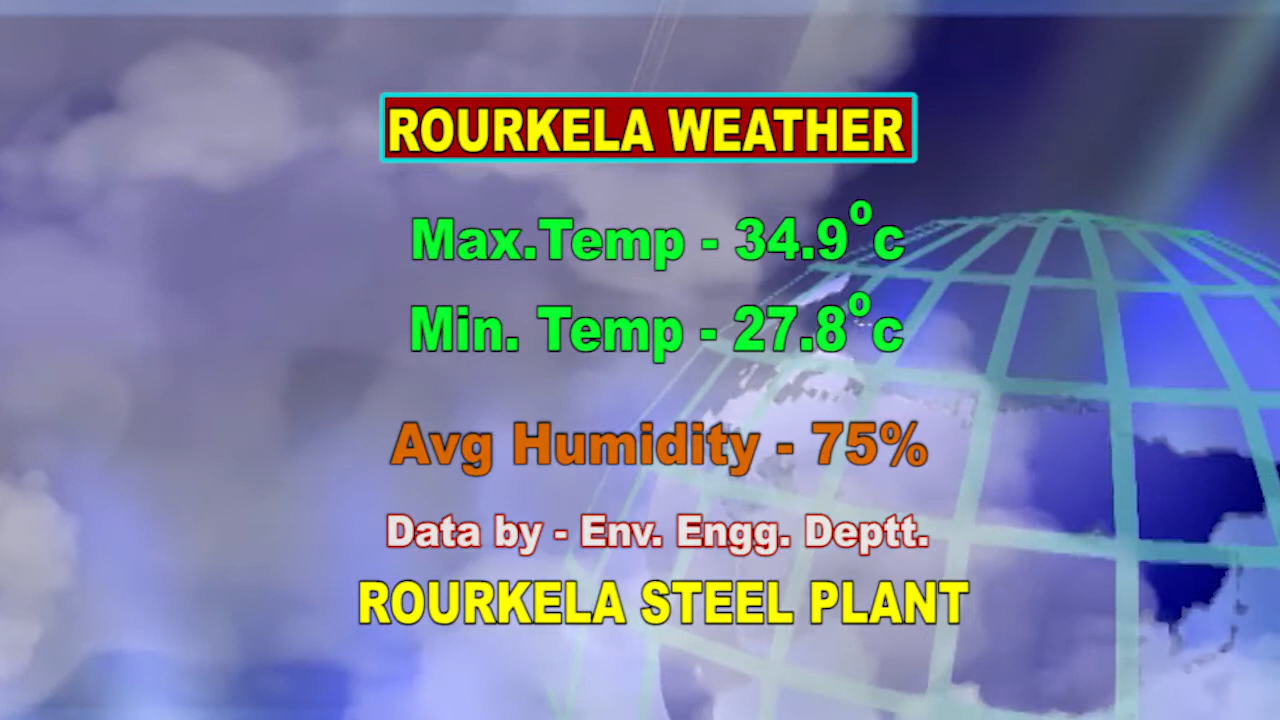 ROURKELA WEATHER
Max.Temp - 34.9°c
Min. Temp - 27.8°c
Avg Humidity - 75%
Data by - Env. Engg. Deptt.
ROURKELA STEEL PLANT